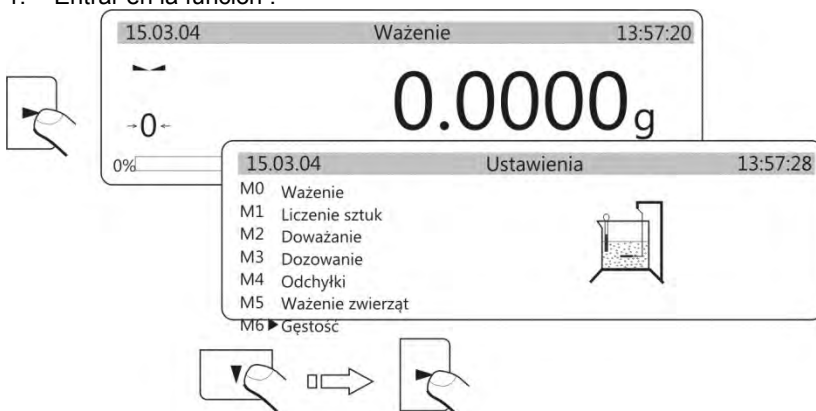 1. Entrar en la función .
15.03.04 Ważenie 13:57:20
→0←
0.0000g
0%
15.03.04 Ustawienia 13:57:28
M0 Ważenie
M1 Liczenie sztuk
M2 Doważanie
M3 Dozowanie
M4 Odchyłki
M5 Ważenie zwierząt
M6 ▶ Gęstość